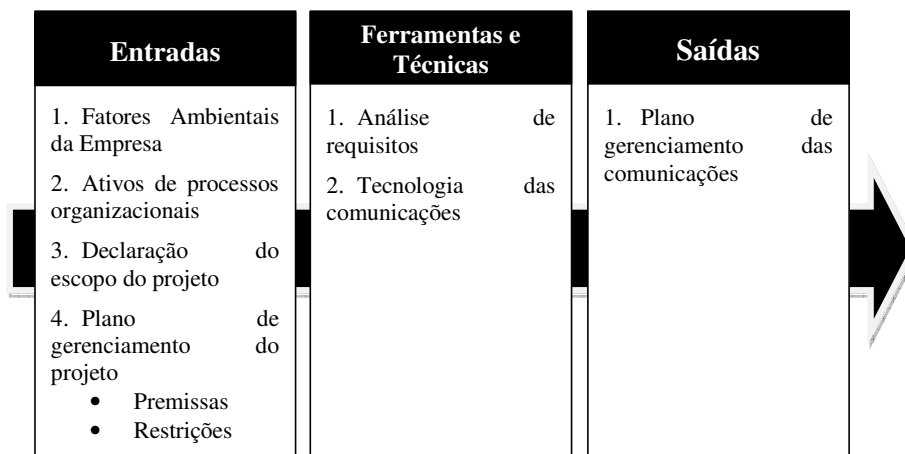 Entradas
1. Fatores Ambientais
da Empresa
2. Ativos de processos
organizacionais
3. Declaração do
escopo do projeto
4. Plano de
gerenciamento do
projeto
• Premissas
• Restrições
Ferramentas e
Técnicas
1. Análise de
requisitos
2. Tecnologia das
comunicações
Saídas
1. Plano de
gerenciamento das
comunicações